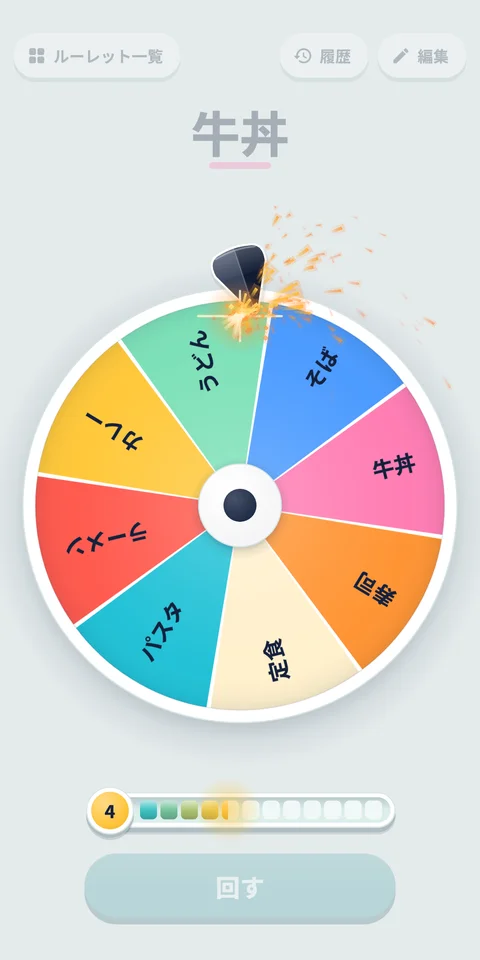 ルーレット一覧
履歴
編集
牛丼
うどん
そば
カレー
牛丼
ラーメン
寿司
パスタ
定食
4
回す